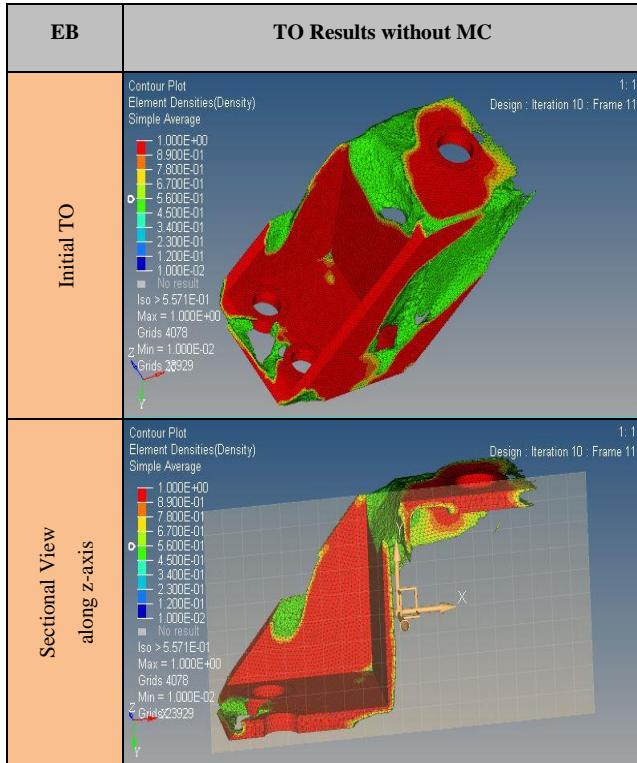 EB
TO Results without MC
Initial TO
Contour Plot
Element Densities(Density)
Simple Average
1.000E+00
8.900E-01
7.800E-01
6.700E-01
5.600E-01
4.500E-01
3.400E-01
2.300E-01
1.200E-01
1.000E-02
No result
Iso > 5.571E-01
Max = 1.000E+00
Grids 4078
Min = 1.000E-02
Grids 23929
Z
X
Y
1: 1
Design : Iteration 10 : Frame 11
Sectional View
along z-axis
Contour Plot
Element Densities(Density)
Simple Average
1.000E+00
8.900E-01
7.800E-01
6.700E-01
5.600E-01
4.500E-01
3.400E-01
2.300E-01
1.200E-01
1.000E-02
No result
Iso > 5.571E-01
Max = 1.000E+00
Grids 4078
Min = 1.000E-02
Grids 23929
Z
X
Y
1: 1
Design : Iteration 10 : Frame 11
Y
X